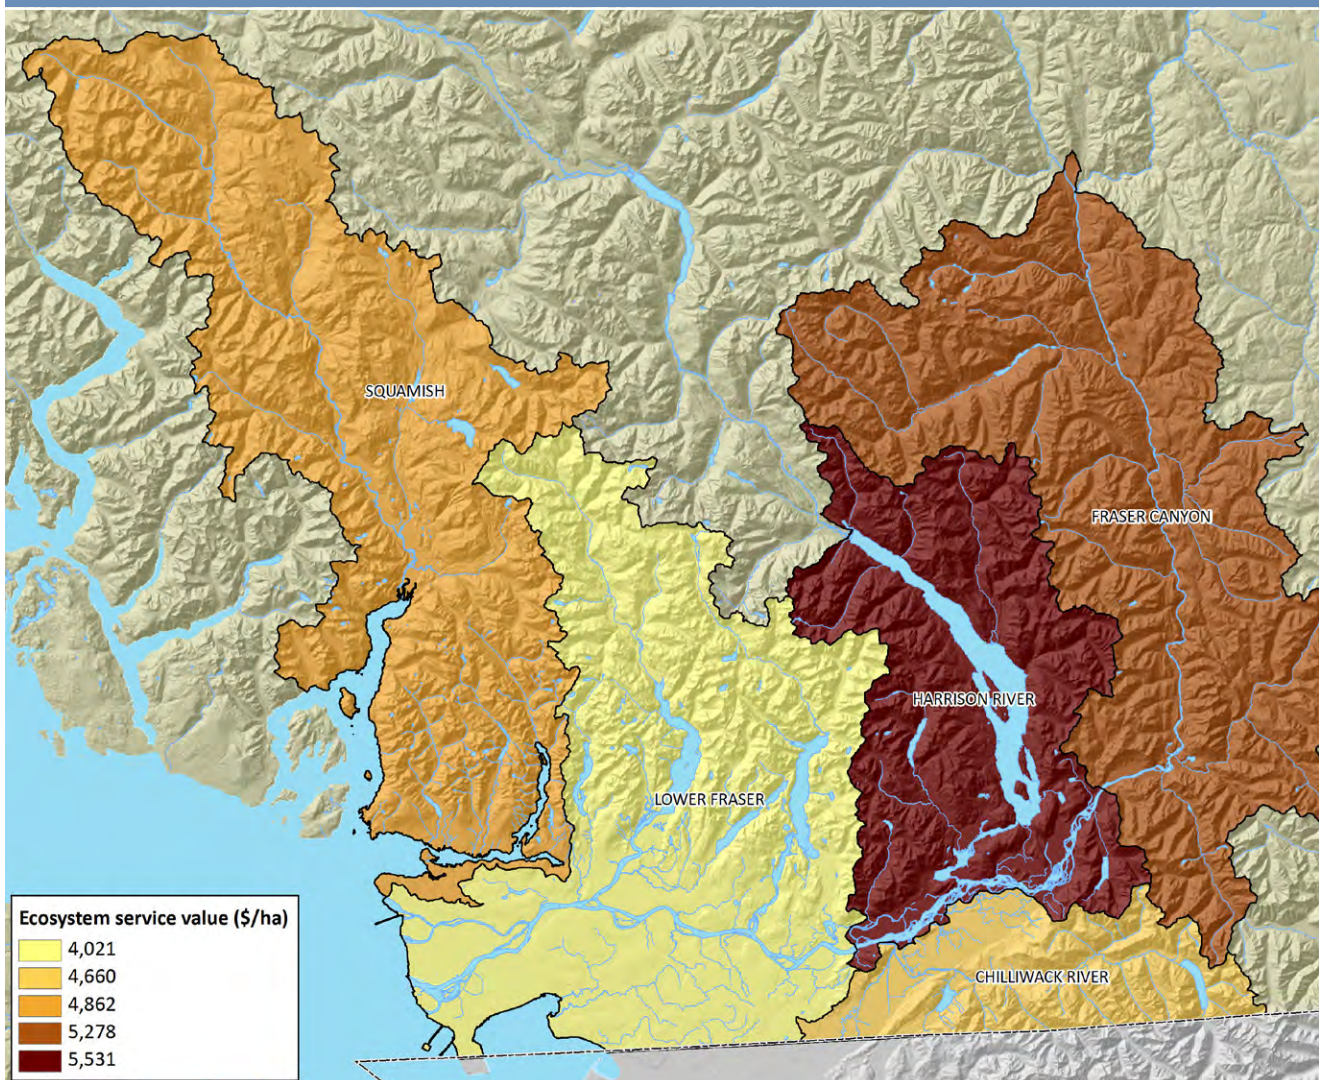 SQUAMISH
FRASER CANYON
HARRISON RIVER
LOWER FRASER
CHILLIWACK RIVER
Ecosystem service value ($/ha)
4,021
4,660
4,862
5,278
5,531